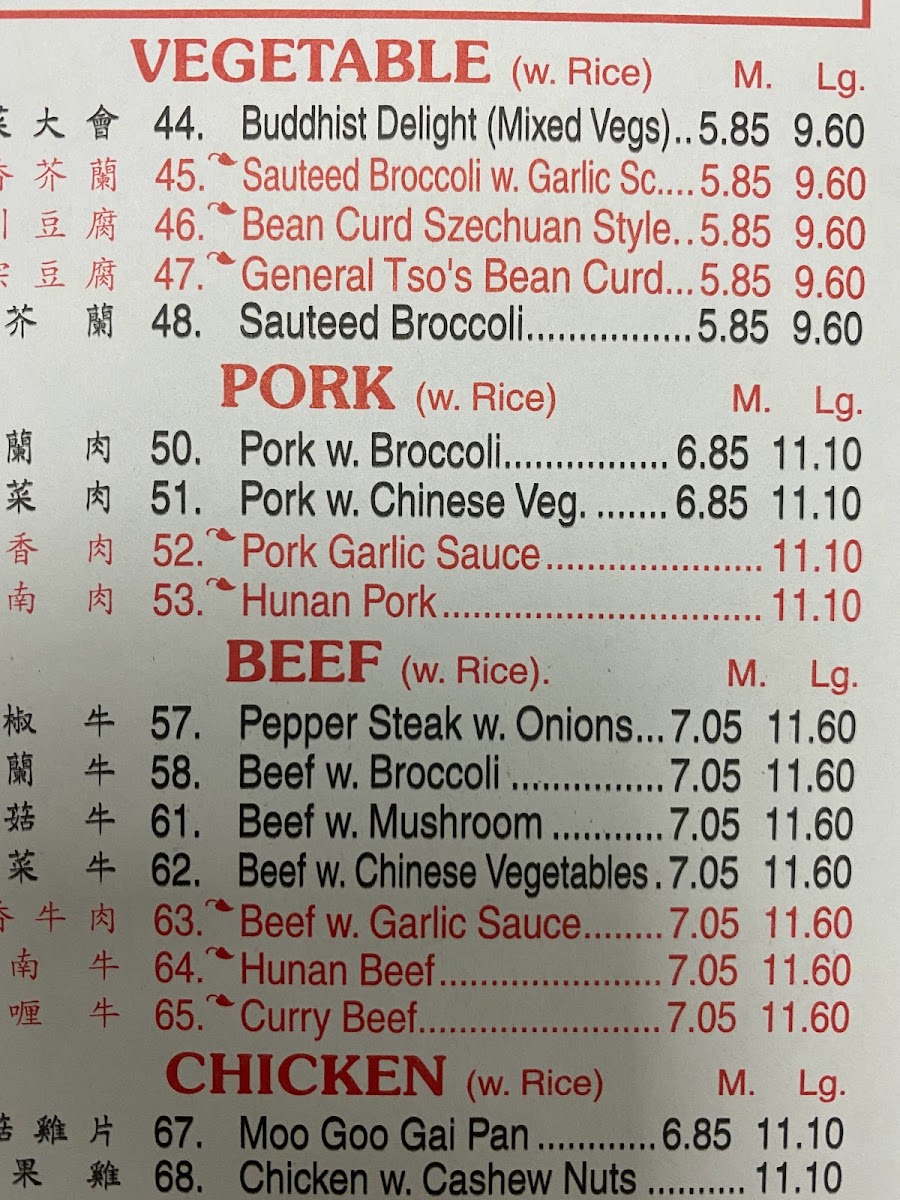 VEGETABLE (w. Rice) M. Lg.
菜大會 44. Buddhist Delight (Mixed Vegs).. 5.85 9.60
香芥蘭 45. Sauteed Broccoli w. Garlic Sc.... 5.85 9.60
豆腐 46. Bean Curd Szechuan Style.. 5.85 9.60
豆腐 47. General Tso's Bean Curd... 5.85 9.60
芥蘭 48. Sauteed Broccoli................. 5.85 9.60
PORK (w. Rice) M. Lg.
蘭肉 50. Pork w. Broccoli................. 6.85 11.10
菜肉 51. Pork w. Chinese Veg. ....... 6.85 11.10
香肉 52. Pork Garlic Sauce...................... 11.10
南肉 53. Hunan Pork................................ 11.10
BEEF (w. Rice). M. Lg.
椒牛 57. Pepper Steak w. Onions... 7.05 11.60
蘭牛 58. Beef w. Broccoli ............... 7.05 11.60
菇牛 61. Beef w. Mushroom ........... 7.05 11.60
菜牛 62. Beef w. Chinese Vegetables . 7.05 11.60
香牛肉 63. Beef w. Garlic Sauce........ 7.05 11.60
南牛 64. Hunan Beef...................... 7.05 11.60
喱牛 65. Curry Beef........................ 7.05 11.60
CHICKEN (w. Rice) M. Lg.
菇雞片 67. Moo Goo Gai Pan ............ 6.85 11.10
果雞 68. Chicken w. Cashew Nuts .......... 11.10